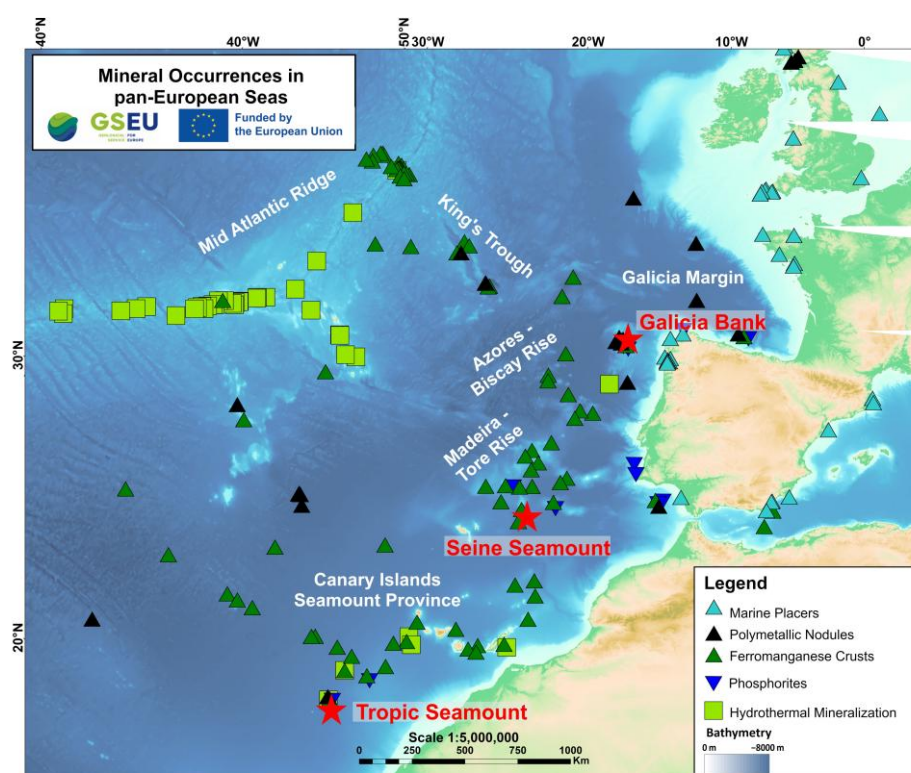 40°N
40°W
50°N
30°W
20°W
10°W
0°
Mineral Occurrences in
pan-European Seas
GSEU
Funded by
the European Union
Mid Atlantic Ridge
King's Trough
Galicia Margin
Galicia Bank
Azores -
Biscay Rise
30°N
Madeira -
Tore Rise
Seine Seamount
Canary Islands
Seamount Province
20°N
Tropic Seamount
Scale 1:5,000,000
0 250 500 750 1000
Km
Legend
Marine Placers
Polymetallic Nodules
Ferromanganese Crusts
Phosphorites
Hydrothermal Mineralization
Bathymetry
0 m
~8000 m